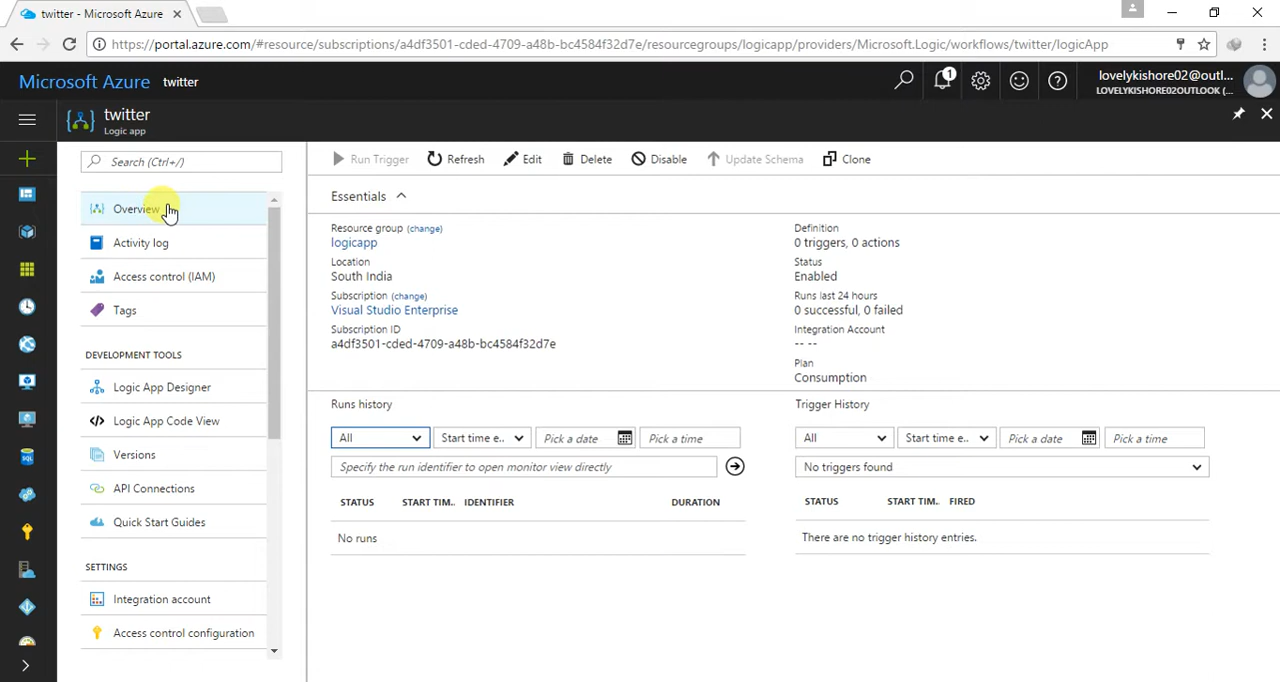 twitter - Microsoft Azure
https://portal.azure.com/#resource/subscriptions/a4df3501-cded-4709-a48b-bc4584f32d7e/resourcegroups/logicapp/providers/Microsoft.Logic/workflows/twitter/logicApp
Microsoft Azure twitter
1
lovelykishore02@outl...
LOVELYKISHORE02OUTLOOK (...
twitter
Logic app
Search (Ctrl+/)
Overview
Activity log
Access control (IAM)
Tags
DEVELOPMENT TOOLS
Logic App Designer
Logic App Code View
Versions
API Connections
Quick Start Guides
SETTINGS
Integration account
Access control configuration
Run Trigger Refresh Edit Delete Disable Update Schema Clone
Essentials
Resource group (change)
logicapp
Location
South India
Subscription (change)
Visual Studio Enterprise
Subscription ID
a4df3501-cded-4709-a48b-bc4584f32d7e
Definition
0 triggers, 0 actions
Status
Enabled
Runs last 24 hours
0 successful, 0 failed
Integration Account
-- --
Plan
Consumption
Runs history
All Start time e.. Pick a date Pick a time
Specify the run identifier to open monitor view directly
STATUS START TIM.. IDENTIFIER DURATION
No runs
Trigger History
All Start time e.. Pick a date Pick a time
No triggers found
STATUS START TIM.. FIRED
There are no trigger history entries.